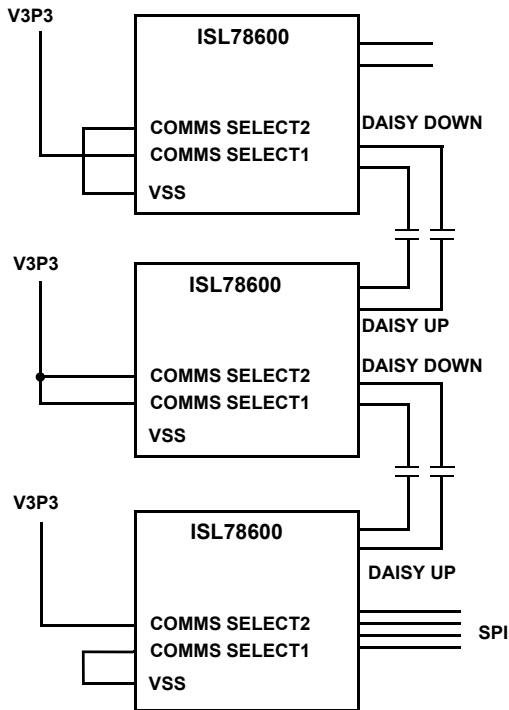 V3P3
ISL78600
COMMS SELECT2
DAISY DOWN
COMMS SELECT1
VSS
V3P3
ISL78600
DAISY UP
COMMS SELECT2
DAISY DOWN
COMMS SELECT1
VSS
V3P3
ISL78600
DAISY UP
COMMS SELECT2
SPI
COMMS SELECT1
VSS